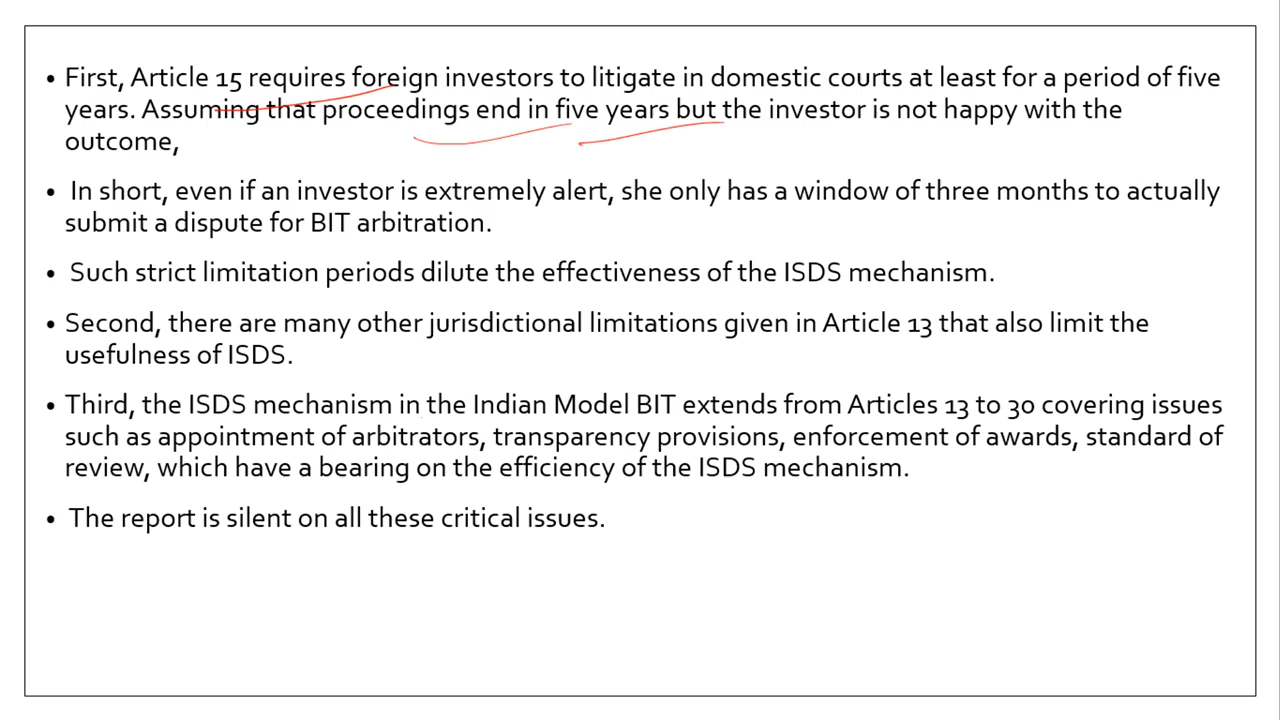 • First, Article 15 requires foreign investors to litigate in domestic courts at least for a period of five
years. Assuming that proceedings end in five years but the investor is not happy with the
outcome,
• In short, even if an investor is extremely alert, she only has a window of three months to actually
submit a dispute for BIT arbitration.
• Such strict limitation periods dilute the effectiveness of the ISDS mechanism.
• Second, there are many other jurisdictional limitations given in Article 13 that also limit the
usefulness of ISDS.
• Third, the ISDS mechanism in the Indian Model BIT extends from Articles 13 to 30 covering issues
such as appointment of arbitrators, transparency provisions, enforcement of awards, standard of
review, which have a bearing on the efficiency of the ISDS mechanism.
• The report is silent on all these critical issues.